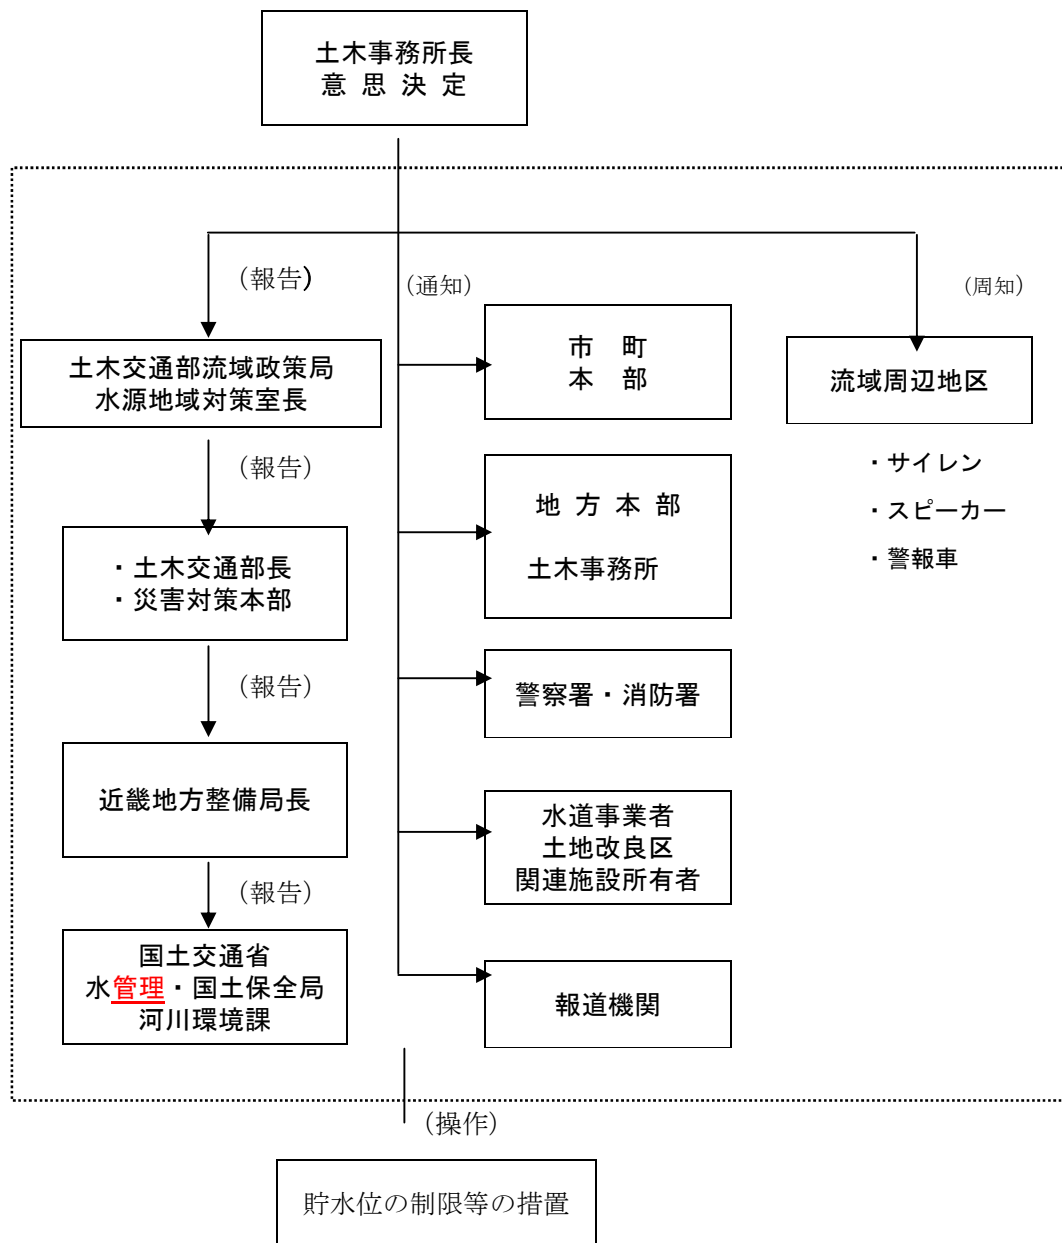 土木事務所長
意 思 決 定
（報告）
（通知）
（周知）
土木交通部流域政策局
水源地域対策室長
市　町
本　部
流域周辺地区
・サイレン
・スピーカー
・警報車
（報告）
・土木交通部長
・災害対策本部
地 方 本 部
土木事務所
（報告）
警察署・消防署
近畿地方整備局長
水道事業者
土地改良区
関連施設所有者
（報告）
国土交通省
水管理・国土保全局
河川環境課
報道機関
（操作）
貯水位の制限等の措置